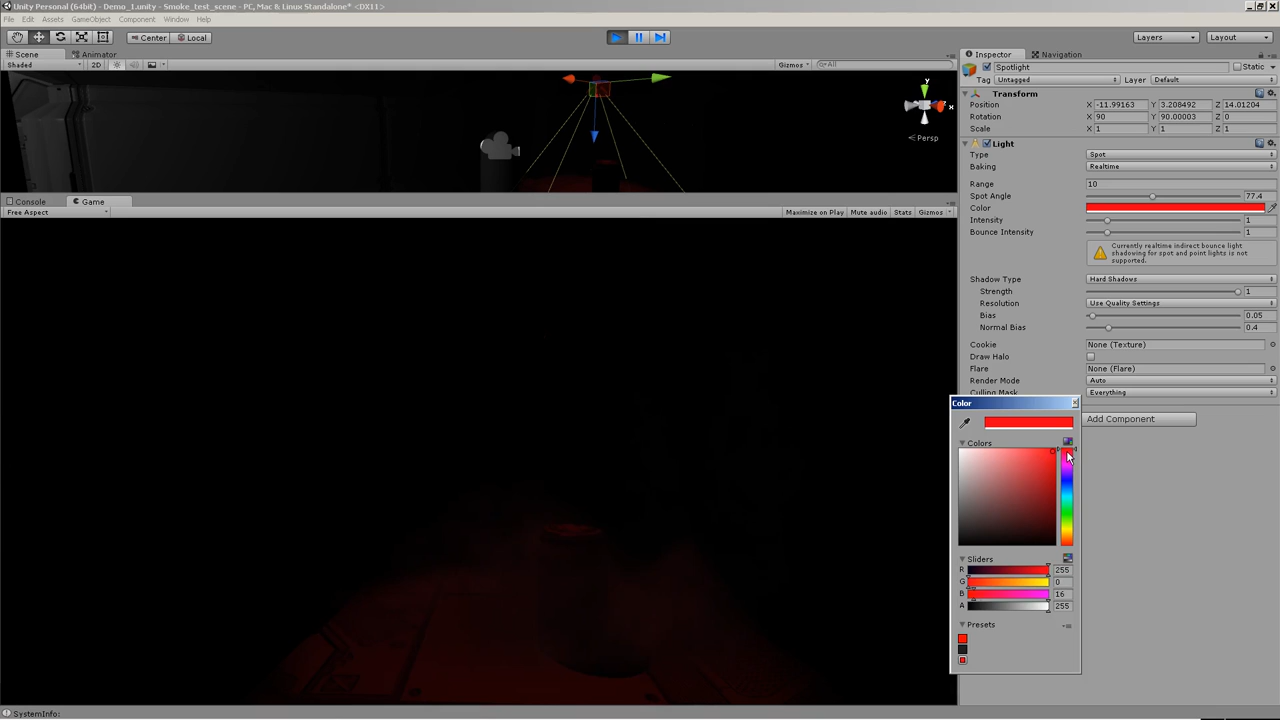 Unity Personal (64bit) - Demo_1.unity - Smoke_test_scene - PC, Mac & Linux Standalone* <DX11>
File Edit Assets GameObject Component Window Help
Center Local Layers Layout
Scene Animator
Shaded 2D Gizmos All
y
x
Persp
Console Game
Free Aspect Maximize on Play Mute audio Stats Gizmos
Inspector Navigation
Spotlight Static
Tag Untagged Layer Default
Transform
Position X -11.99163 Y 3.208492 Z 14.01204
Rotation X 90 Y 90.00003 Z 0
Scale X 1 Y 1 Z 1
Light
Type Spot
Baking Realtime
Range 10
Spot Angle 77.4
Color
Intensity 1
Bounce Intensity 1
Currently realtime indirect bounce light
shadowing for spot and point lights is not
supported.
Shadow Type Hard Shadows
Strength 1
Resolution Use Quality Settings
Bias 0.05
Normal Bias 0.4
Cookie None (Texture)
Draw Halo
Flare None (Flare)
Render Mode Auto
Culling Mask Everything
Add Component
Color
Colors
Sliders
R 255
G 0
B 16
A 255
Presets
SystemInfo: